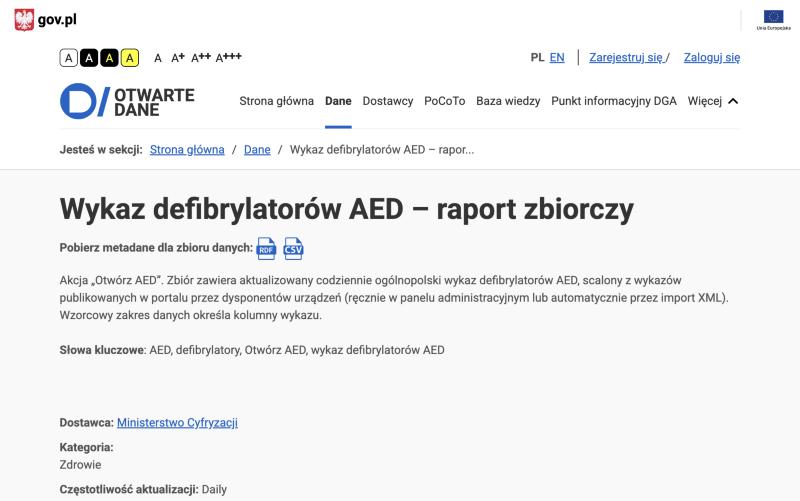 gov.pl
Unia Europejska
A A A A A A+ A++ A+++
PL EN Zarejestruj się / Zaloguj się
OTWARTE
DANE
Strona główna Dane Dostawcy PoCoTo Baza wiedzy Punkt informacyjny DGA Więcej
Jesteś w sekcji: Strona główna / Dane / Wykaz defibrylatorów AED – rapor...
Wykaz defibrylatorów AED – raport zbiorczy
Pobierz metadane dla zbioru danych: RDF CSV
Akcja „Otwórz AED”. Zbiór zawiera aktualizowany codziennie ogólnopolski wykaz defibrylatorów AED, scalony z wykazów
publikowanych w portalu przez dysponentów urządzeń (ręcznie w panelu administracyjnym lub automatycznie przez import XML).
Wzorcowy zakres danych określa kolumny wykazu.
Słowa kluczowe: AED, defibrylatory, Otwórz AED, wykaz defibrylatorów AED
Dostawca: Ministerstwo Cyfryzacji
Kategoria:
Zdrowie
Częstotliwość aktualizacji: Daily